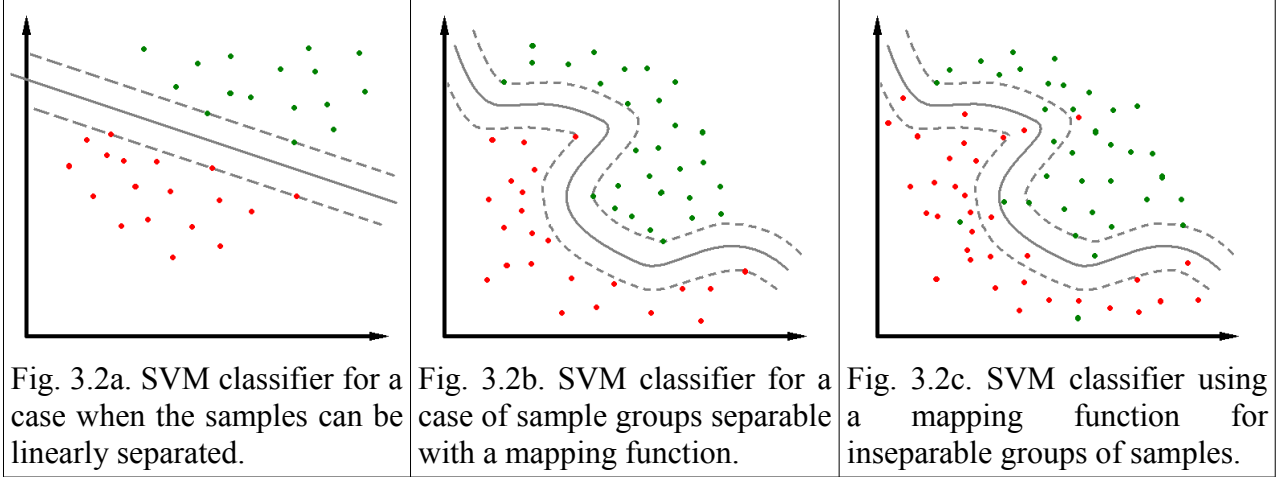 Fig. 3.2a. SVM classifier for a
case when the samples can be
linearly separated.
Fig. 3.2b. SVM classifier for a
case of sample groups separable
with a mapping function.
Fig. 3.2c. SVM classifier using
a mapping function for
inseparable groups of samples.